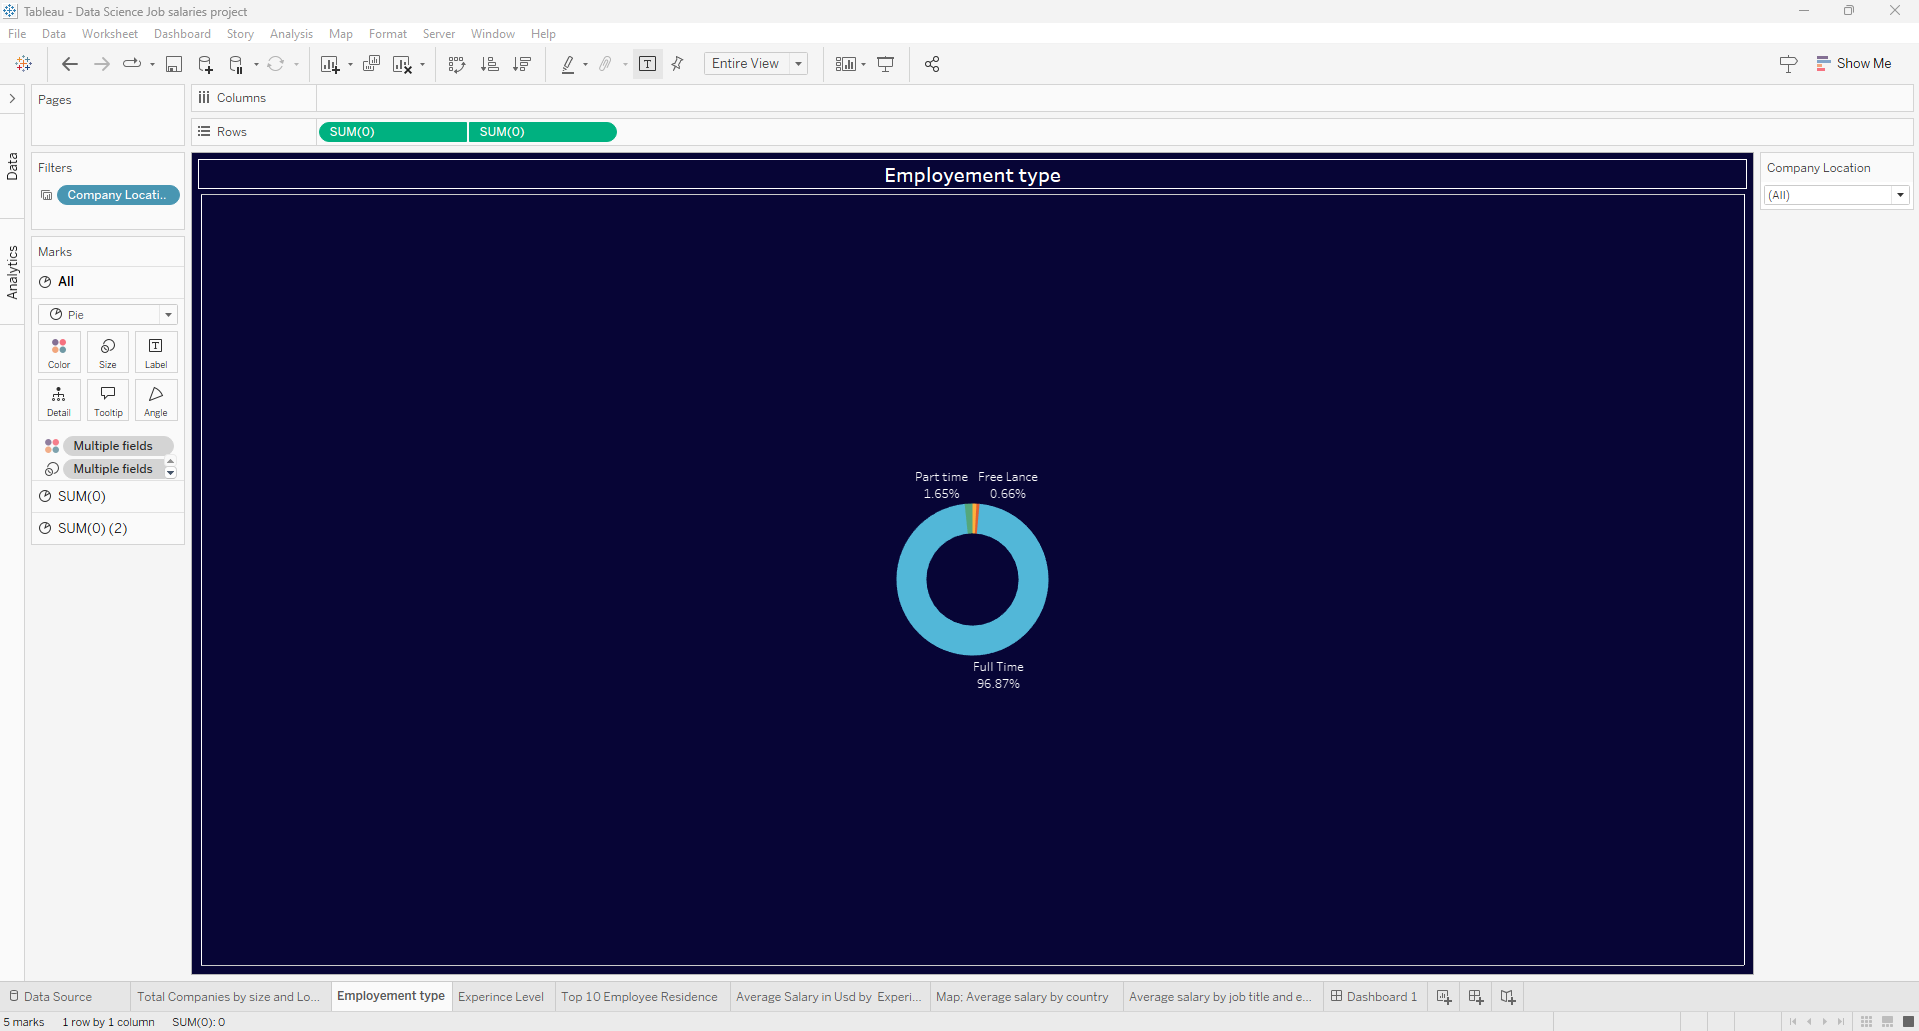 Tableau - Data Science Job salaries project
File Data Worksheet Dashboard Story Analysis Map Format Server Window Help
Entire View
Show Me
Pages
Columns
Rows SUM(0) SUM(0)
Data
Analytics
Filters
Company Locati..
Marks
All
Pie
Color Size Label
Detail Tooltip Angle
Multiple fields
Multiple fields
SUM(0)
SUM(0) (2)
Employement type
Part time Free Lance
1.65% 0.66%
Full Time
96.87%
Company Location
(All)
Data Source Total Companies by size and Lo... Employement type Experince Level Top 10 Employee Residence Average Salary in Usd by Experi... Map; Average salary by country Average salary by job title and e... Dashboard 1
5 marks 1 row by 1 column SUM(0): 0